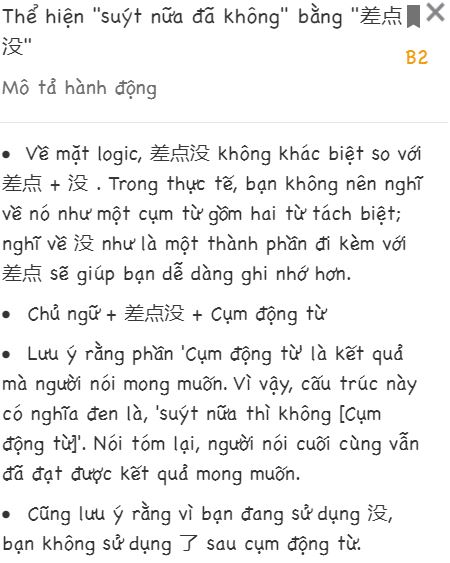 Thể hiện "suýt nữa đã không" bằng "差点
没"
B2
Mô tả hành động
• Về mặt logic, 差点没 không khác biệt so với
差点 + 没 . Trong thực tế, bạn không nên nghĩ
về nó như một cụm từ gồm hai từ tách biệt;
nghĩ về 没 như là một thành phần đi kèm với
差点 sẽ giúp bạn dễ dàng ghi nhớ hơn.
• Chủ ngữ + 差点没 + Cụm động từ
• Lưu ý rằng phần 'Cụm động từ' là kết quả
mà người nói mong muốn. Vì vậy, cấu trúc này
có nghĩa đen là, 'suýt nữa thì không [Cụm
động từ]'. Nói tóm lại, người nói cuối cùng vẫn
đã đạt được kết quả mong muốn.
• Cũng lưu ý rằng vì bạn đang sử dụng 没,
bạn không sử dụng 了 sau cụm động từ.